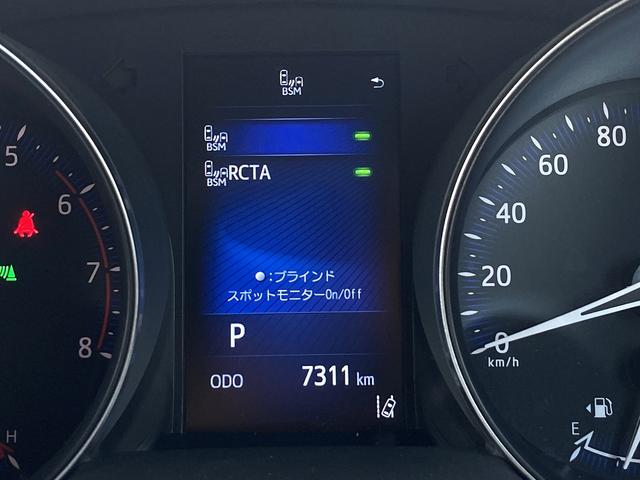 BSM
BSM
BSM RCTA
●:ブラインド
スポットモニターOn/Off
P
ODO 7311 km
5
6
7
8
H
80
60
40
20
0
km/h
E